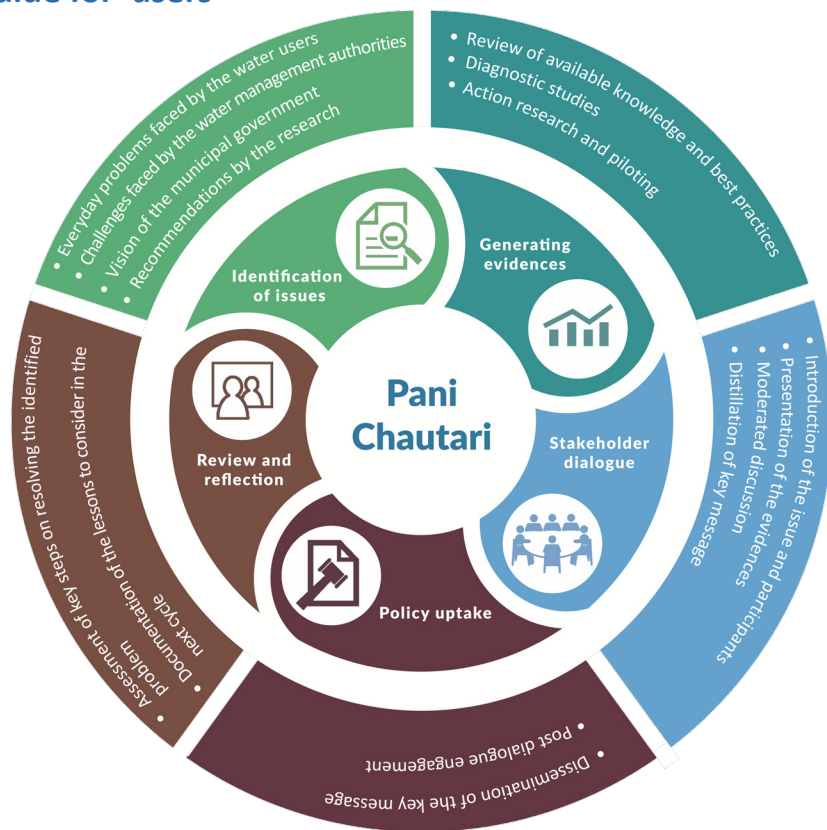 for users
Pani
Chautari
Identification
of issues
• Everyday problems faced by the water users
• Challenges faced by the water management authorities
• Vision of the municipal government
• Recommendations by the research
Generating
evidences
• Review of available knowledge and best practices
• Diagnostic studies
• Action research and piloting
Stakeholder
dialogue
• Introduction of the issue and participants
• Presentation of the evidences
• Moderated discussion
• Distillation of key message
Policy uptake
• Dissemination of the key message
• Post dialogue engagement
Review and
reflection
• Assessment of key steps on resolving the identified
problem
• Documentation of the lessons to consider in the
next cycle